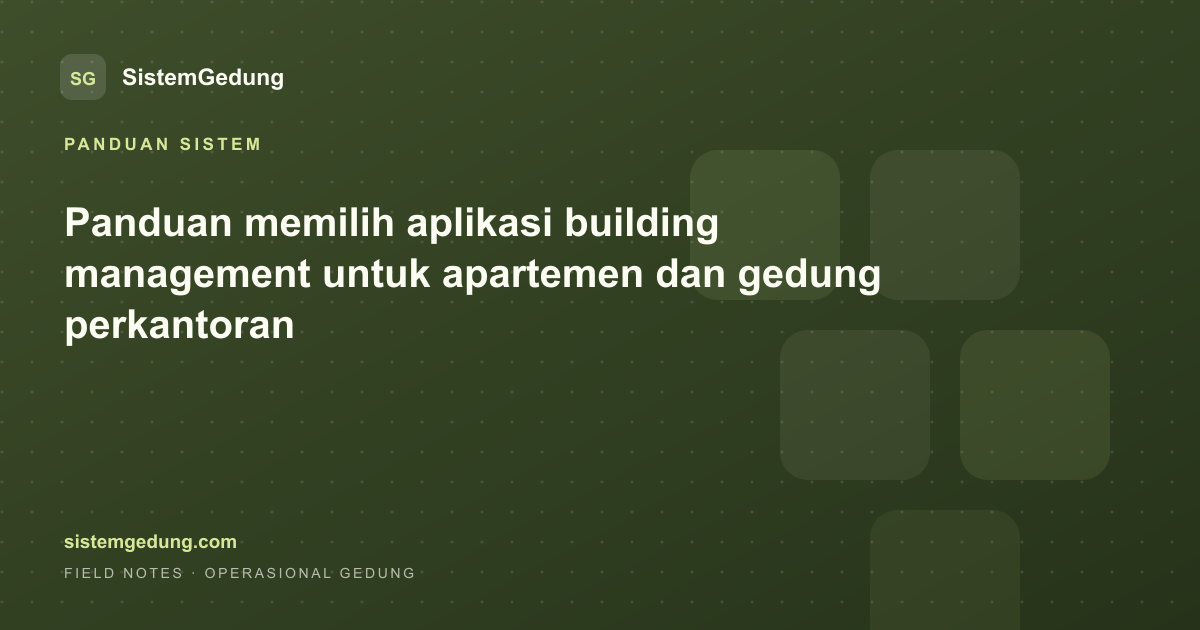 SG
SistemGedung
PANDUAN SISTEM
Panduan memilih aplikasi building
management untuk apartemen dan gedung
perkantoran
sistemgedung.com
FIELD NOTES · OPERASIONAL GEDUNG